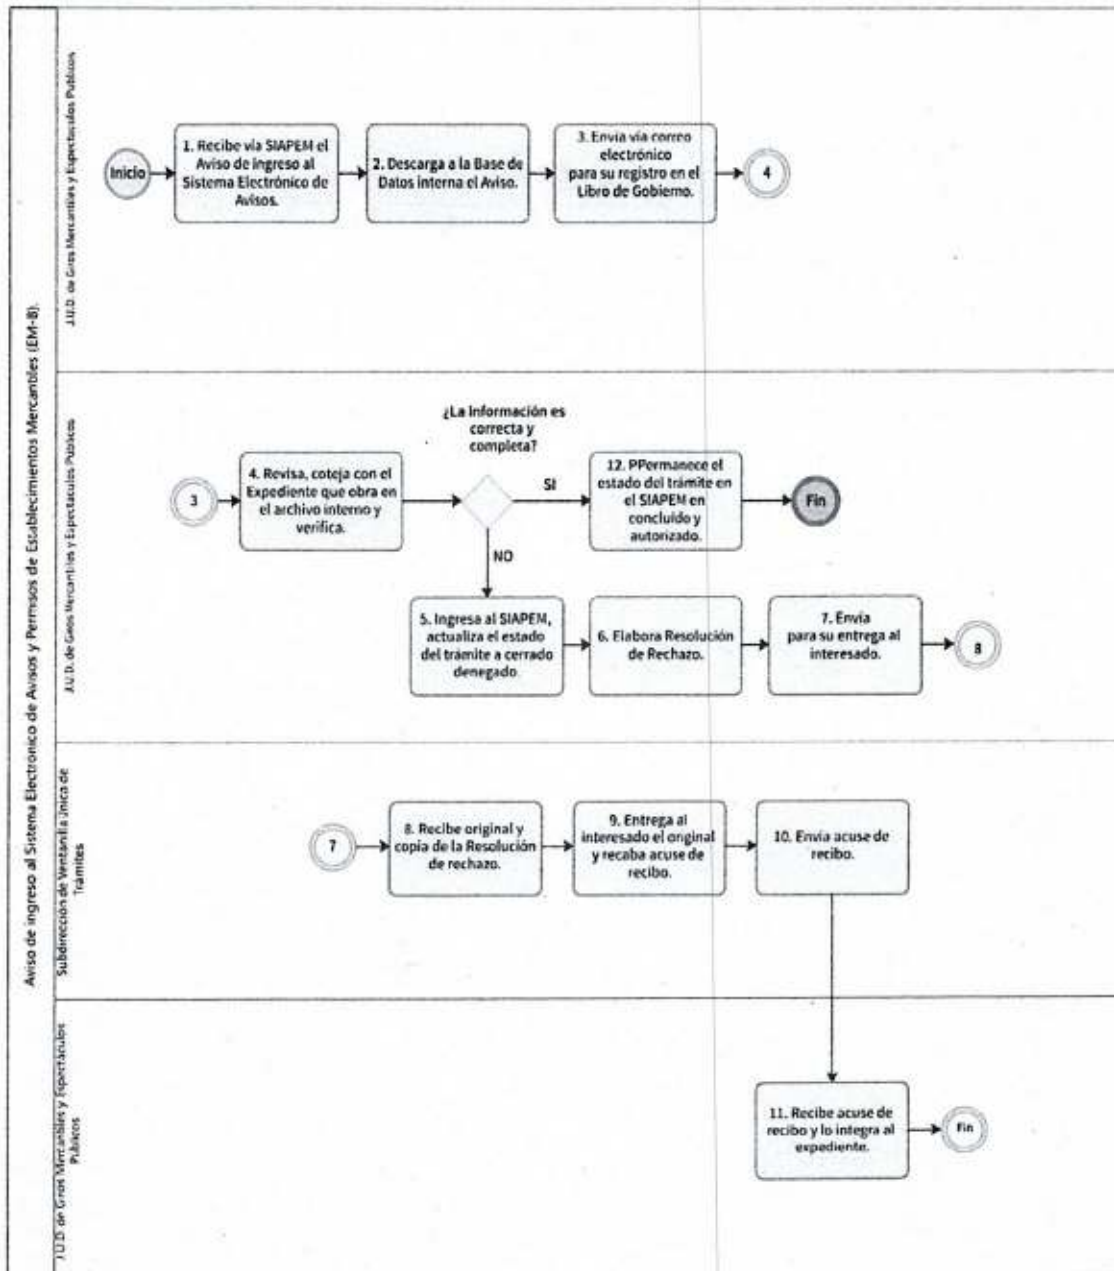 Aviso de ingreso al Sistema Electrónico de Avisos y Permisos de Establecimientos Mercantiles (EM-B).
J.U.D. de Giros Mercantiles y Espectaculos Publicos
Inicio
1. Recibe vía SIAPEM el
Aviso de ingreso al
Sistema Electrónico de
Avisos.
2. Descarga a la Base de
Datos interna el Aviso.
3. Envía vía correo
electrónico
para su registro en el
Libro de Gobierno.
4
J.U.D. de Giros Mercantiles y Espectaculos Públicos
3
4. Revisa, coteja con el
Expediente que obra en
el archivo interno y
verifica.
¿La Información es
correcta y
completa?
SI
NO
12. PPermanece el
estado del trámite en
el SIAPEM en
concluido y
autorizado.
Fin
5. Ingresa al SIAPEM,
actualiza el estado
del trámite a cerrado
denegado.
6. Elabora Resolución
de Rechazo.
7. Envía
para su entrega al
interesado.
8
Subdirección de Ventanilla Única de
Trámites
7
8. Recibe original y
copia de la Resolución
de rechazo.
9. Entrega al
interesado el original
y recaba acuse de
recibo.
10. Envía acuse de
recibo.
J.U.D. de Giros Mercantiles y Espectáculos
Públicos
11. Recibe acuse de
recibo y lo integra al
expediente.
Fin